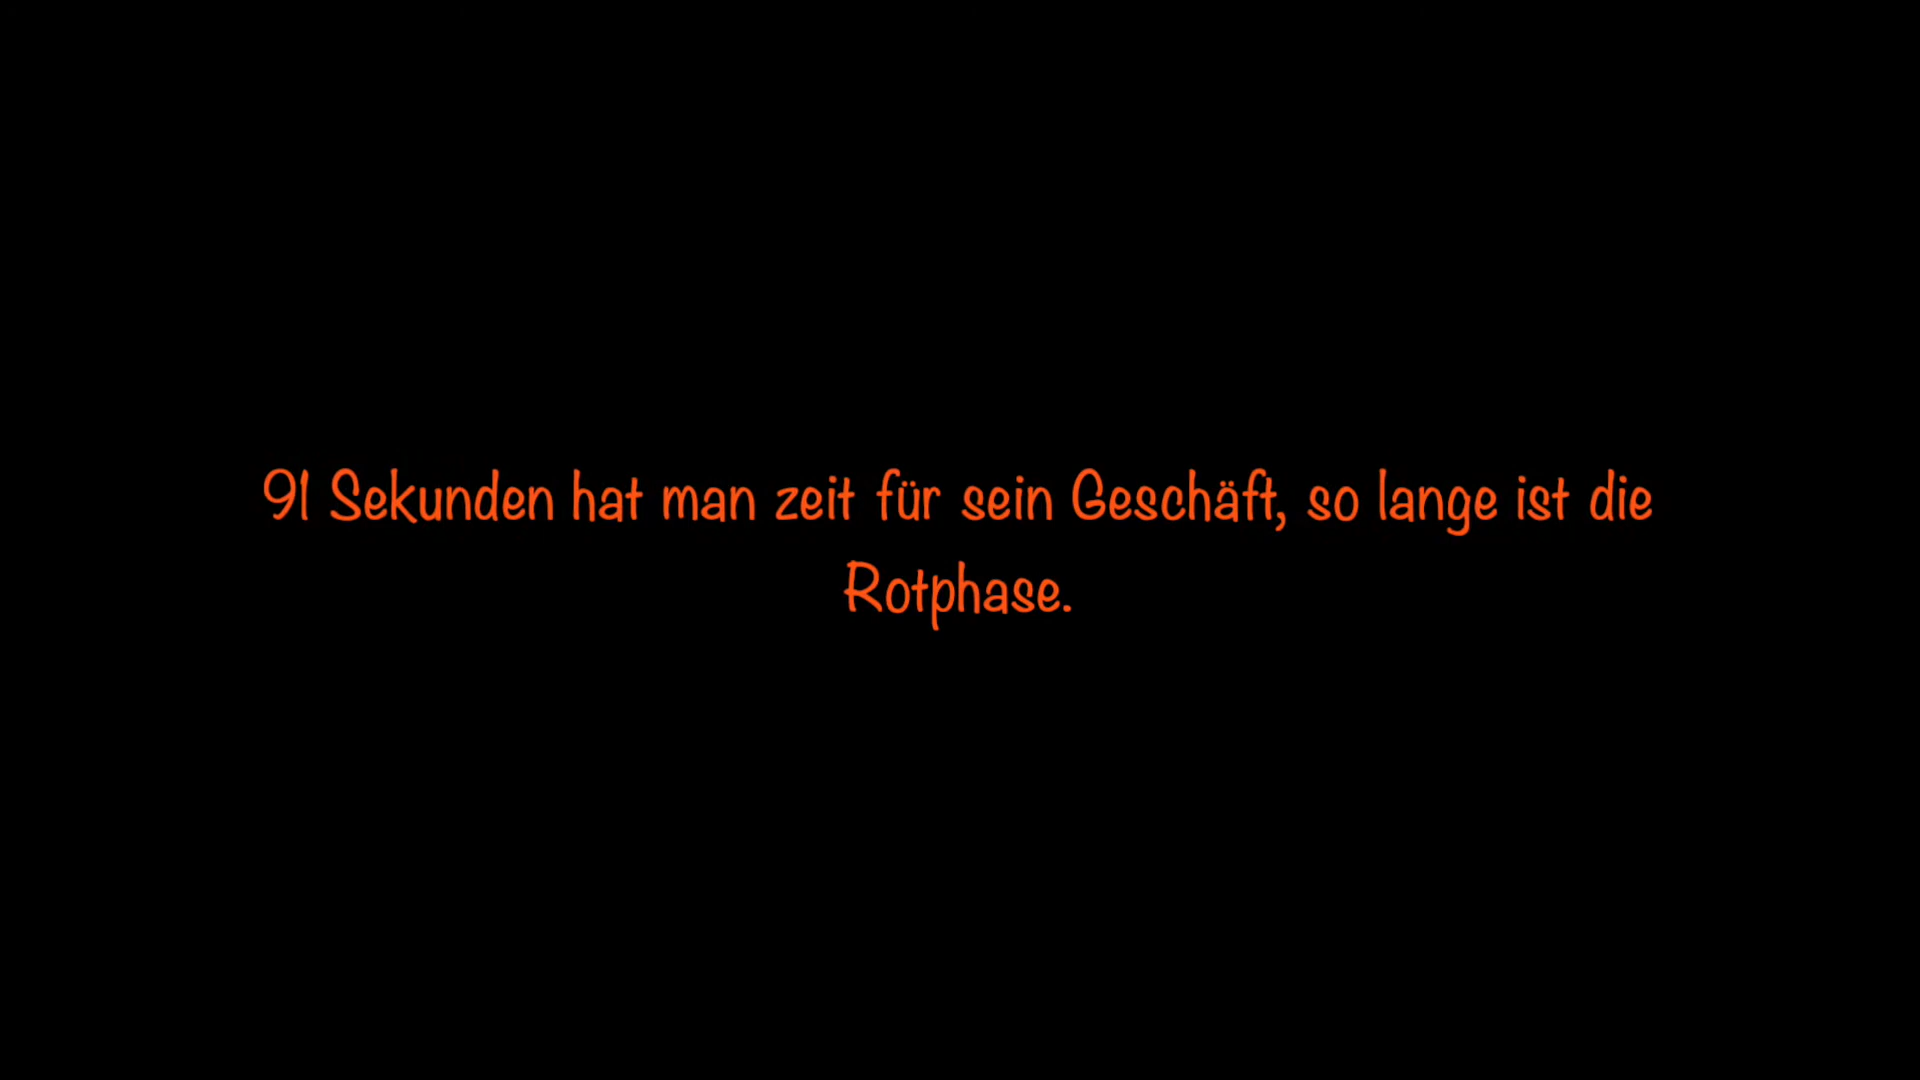 91 Sekunden hat man zeit für sein Geschäft, so lange ist die
Rotphase.